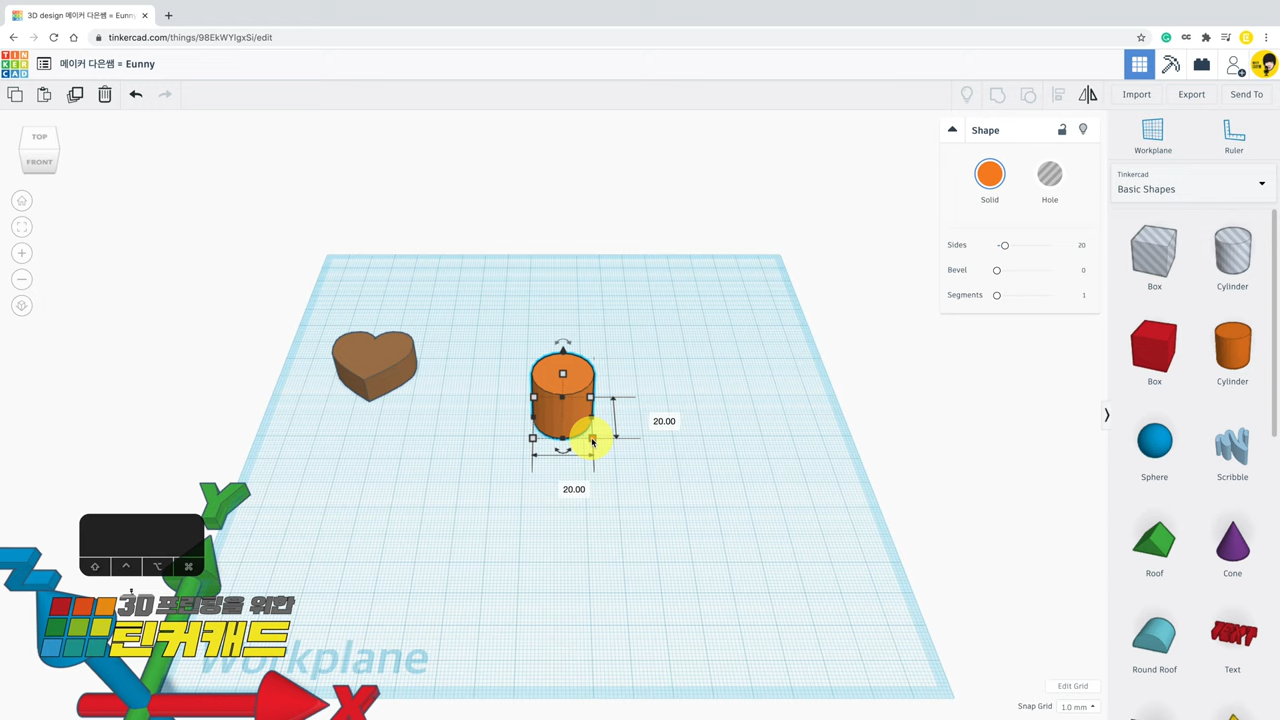 3D design 메이커 다은쌤 = Eunny
tinkercad.com/things/98EkWYIgxSi/edit
TIN
KER
CAD
메이커 다은쌤 = Eunny
Import
Export
Send To
TOP
FRONT
Shape
Solid
Hole
Sides
20
Bevel
0
Segments
1
Workplane
Ruler
Tinkercad
Basic Shapes
Box
Cylinder
Box
Cylinder
Sphere
Scribble
Roof
Cone
Round Roof
TEXT
Text
20.00
20.00
Z
Y
X
3D 프린팅을 위한
틴커캐드
Workplane
Edit Grid
Snap Grid
1.0 mm